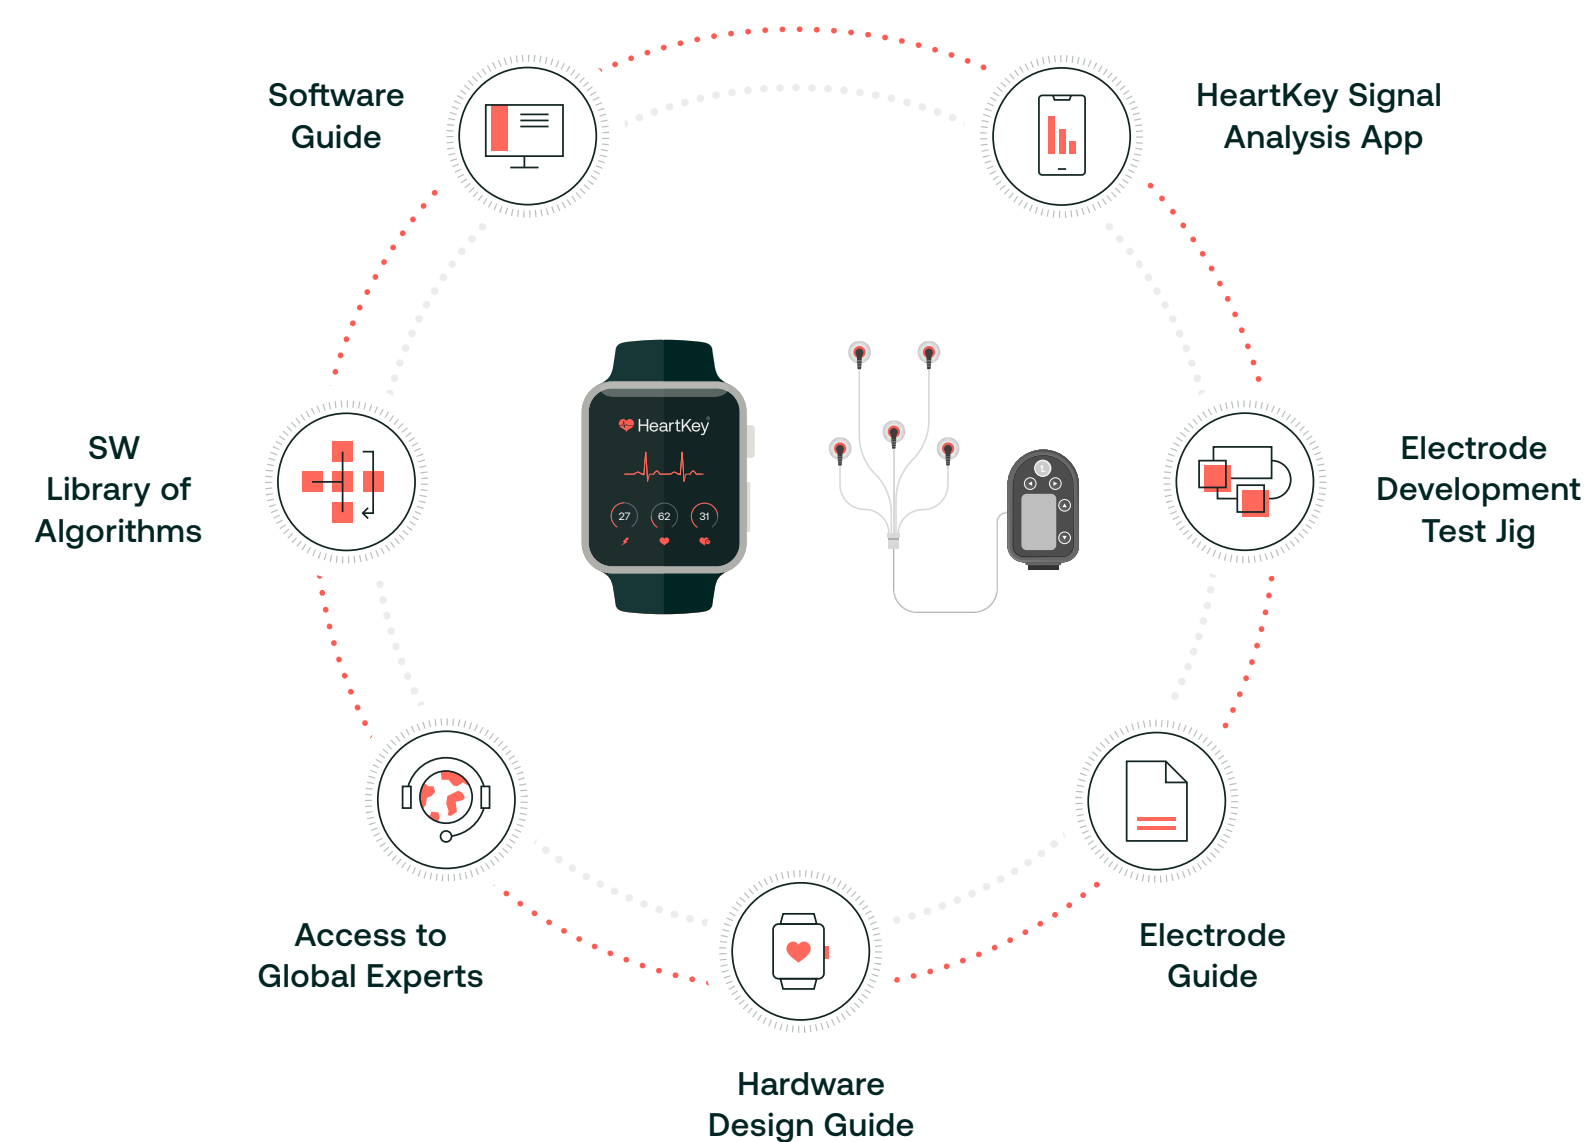 Software
Guide
HeartKey Signal
Analysis App
SW
Library of
Algorithms
HeartKey®
27 62 31
Electrode
Development
Test Jig
Access to
Global Experts
Electrode
Guide
Hardware
Design Guide